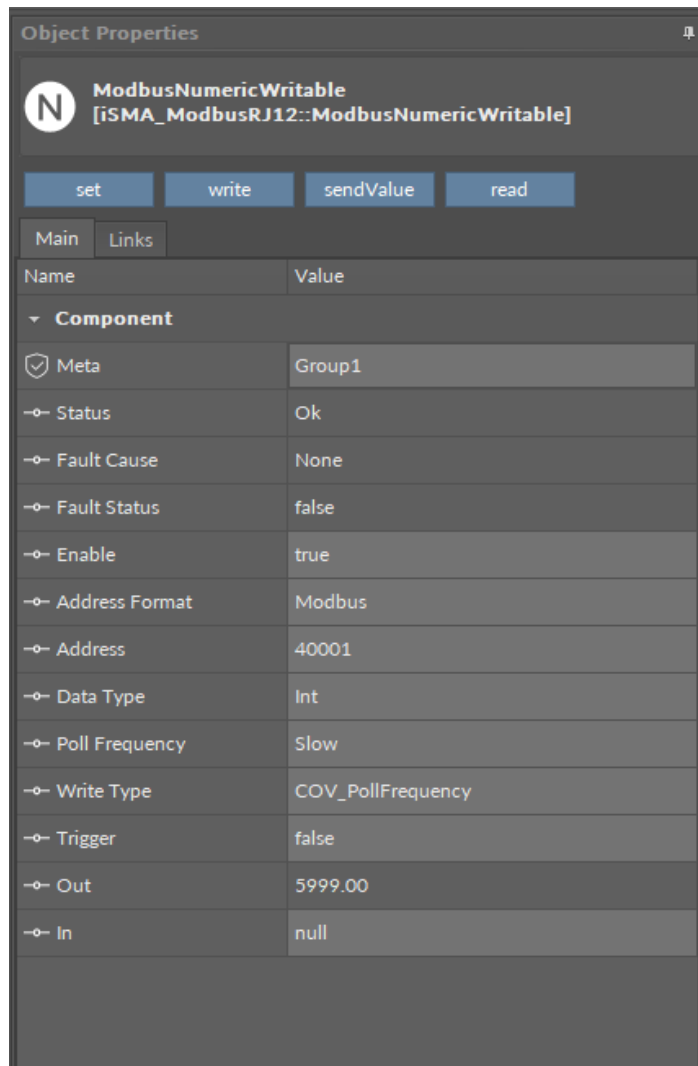 Object Properties
N
ModbusNumericWritable
[iSMA_ModbusRJ12::ModbusNumericWritable]
set write sendValue read
Main Links
Name Value
Component
Meta Group1
Status Ok
Fault Cause None
Fault Status false
Enable true
Address Format Modbus
Address 40001
Data Type Int
Poll Frequency Slow
Write Type COV_PollFrequency
Trigger false
Out 5999.00
In null